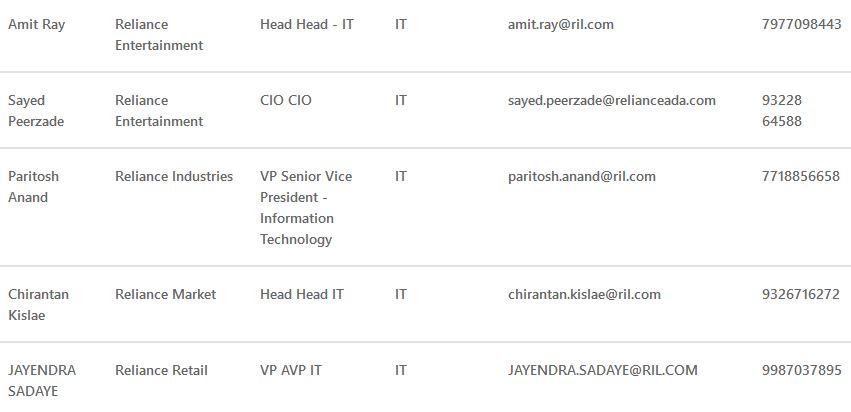 Amit Ray Reliance Head Head - IT IT amit.ray@ril.com 7977098443
Entertainment
Sayed Reliance CIO CIO IT sayed.peerzade@relianceada.com 93228
Peerzade Entertainment 64588
Paritosh Reliance Industries VP Senior Vice IT paritosh.anand@ril.com 7718856658
Anand President -
Information
Technology
Chirantan Reliance Market Head Head IT IT chirantan.kislae@ril.com 9326716272
Kislae
JAYENDRA Reliance Retail VP AVP IT IT JAYENDRA.SADAYE@RIL.COM 9987037895
SADAYE